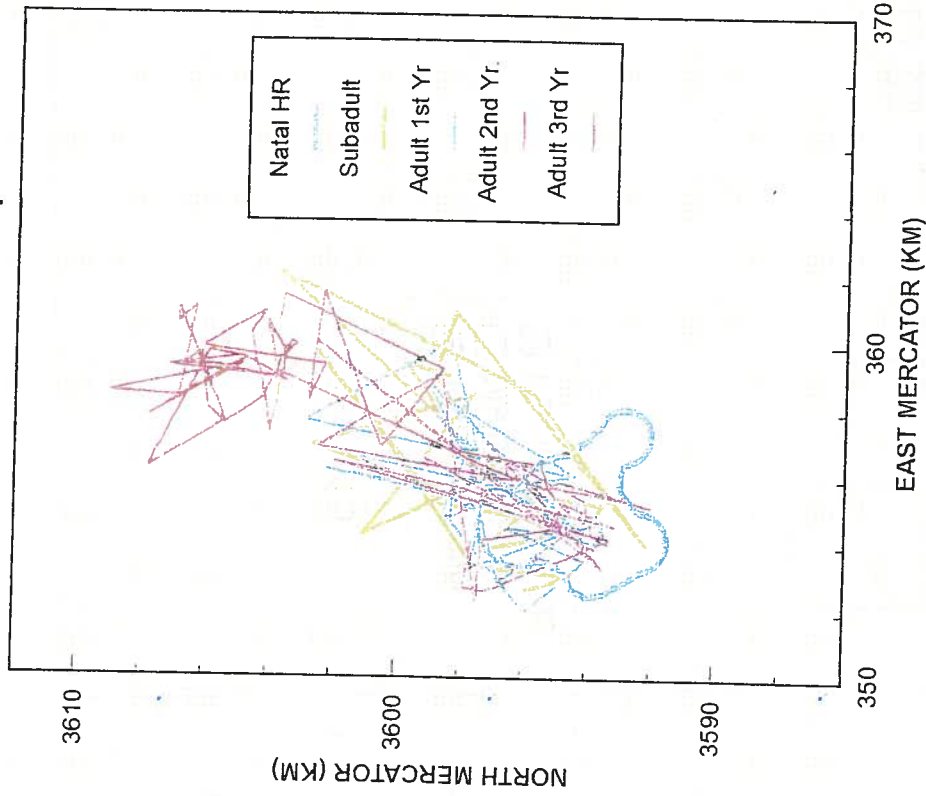 Natal HR
Subadult
Adult 1st Yr
Adult 2nd Yr.
Adult 3rd Yr
3610
3600
3590
NORTH MERCATOR (KM)
350
360
370
EAST MERCATOR (KM)